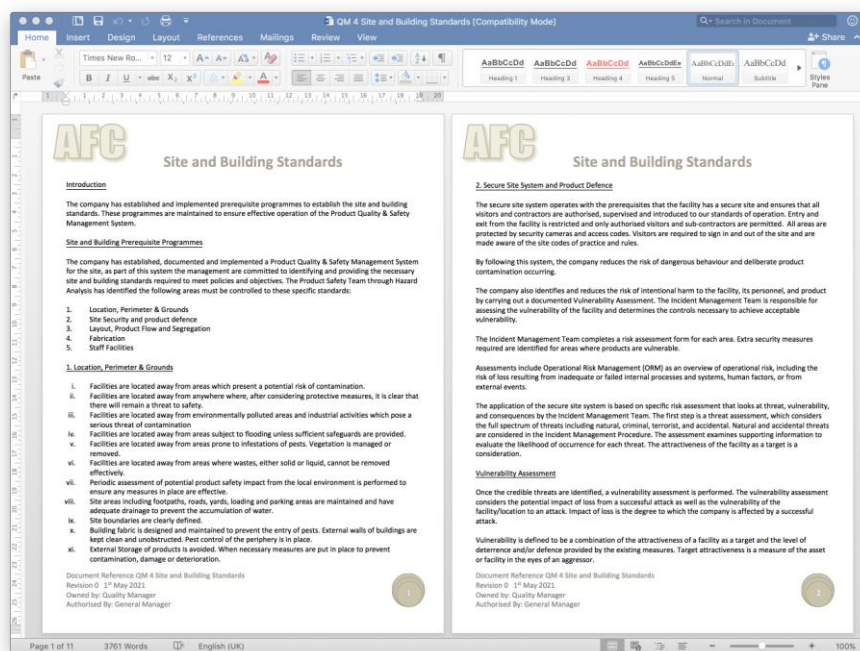 QM 4 Site and Building Standards [Compatibility Mode]
Search in Document
Home Insert Design Layout References Mailings Review View
Share
Paste
Times New Ro...
12
AaBbCcDd AaBbCcDd AaBbCcDd AaBbCcDdEe AaBbCcDdEe AaBbCcDd
Heading 1 Heading 3 Heading 4 Heading 5 Normal Subtitle
Styles
Pane
AFC
Site and Building Standards
Introduction
The company has established and implemented prerequisite programmes to establish the site and building
standards. These programmes are maintained to ensure effective operation of the Product Quality & Safety
Management System.
Site and Building Prerequisite Programmes
The company has established, documented and implemented a Product Quality & Safety Management System
for the site, as part of this system the management are committed to identifying and providing the necessary
site and building standards required to meet policies and objectives. The Product Safety Team through Hazard
Analysis has identified the following areas must be controlled to these specific standards:
1. Location, Perimeter & Grounds
2. Site Security and product defence
3. Layout, Product Flow and Segregation
4. Fabrication
5. Staff Facilities
1. Location, Perimeter & Grounds
i. Facilities are located away from areas which present a potential risk of contamination.
ii. Facilities are located away from anywhere where, after considering protective measures, it is clear that
there will remain a threat to safety.
iii. Facilities are located away from environmentally polluted areas and industrial activities which pose a
serious threat of contamination
iv. Facilities are located away from areas subject to flooding unless sufficient safeguards are provided.
v. Facilities are located away from areas prone to infestations of pests. Vegetation is managed or
removed.
vi. Facilities are located away from areas where wastes, either solid or liquid, cannot be removed
effectively.
vii. Periodic assessment of potential product safety impact from the local environment is performed to
ensure any measures in place are effective.
viii. Site areas including footpaths, roads, yards, loading and parking areas are maintained and have
adequate drainage to prevent the accumulation of water.
ix. Site boundaries are clearly defined.
x. Building fabric is designed and maintained to prevent the entry of pests. External walls of buildings are
kept clean and unobstructed. Pest control of the periphery is in place.
xi. External Storage of products is avoided. When necessary measures are put in place to prevent
contamination, damage or deterioration.
Document Reference QM 4 Site and Building Standards
Revision 0 1st May 2021
Owned by: Quality Manager
Authorised By: General Manager
1
AFC
Site and Building Standards
2. Secure Site System and Product Defence
The secure site system operates with the prerequisites that the facility has a secure site and ensures that all
visitors and contractors are authorised, supervised and introduced to our standards of operation. Entry and
exit from the facility is restricted and only authorised visitors and sub-contractors are permitted. All areas are
protected by security cameras and access codes. Visitors are required to sign in and out of the site and are
made aware of the site codes of practice and rules.
By following this system, the company reduces the risk of dangerous behaviour and deliberate product
contamination occurring.
The company also identifies and reduces the risk of intentional harm to the facility, its personnel, and product
by carrying out a documented Vulnerability Assessment. The Incident Management Team is responsible for
assessing the vulnerability of the facility and determines the controls necessary to achieve acceptable
vulnerability.
The Incident Management Team completes a risk assessment form for each area. Extra security measures
required are identified for areas where products are vulnerable.
Assessments include Operational Risk Management (ORM) as an overview of operational risk, including the
risk of loss resulting from inadequate or failed internal processes and systems, human factors, or from
external events.
The application of the secure site system is based on specific risk assessment that looks at threat, vulnerability,
and consequences by the Incident Management Team. The first step is a threat assessment, which considers
the full spectrum of threats including natural, criminal, terrorist, and accidental. Natural and accidental threats
are considered in the Incident Management Procedure. The assessment examines supporting information to
evaluate the likelihood of occurrence for each threat. The attractiveness of the facility as a target is a
consideration.
Vulnerability Assessment
Once the credible threats are identified, a vulnerability assessment is performed. The vulnerability assessment
considers the potential impact of loss from a successful attack as well as the vulnerability of the
facility/location to an attack. Impact of loss is the degree to which the company is affected by a successful
attack.
Vulnerability is defined to be a combination of the attractiveness of a facility as a target and the level of
deterrence and/or defence provided by the existing measures. Target attractiveness is a measure of the asset
or facility in the eyes of an aggressor.
Document Reference QM 4 Site and Building Standards
Revision 0 1st May 2021
Owned by: Quality Manager
Authorised By: General Manager
2
Page 1 of 11 3761 Words English (UK) 100%